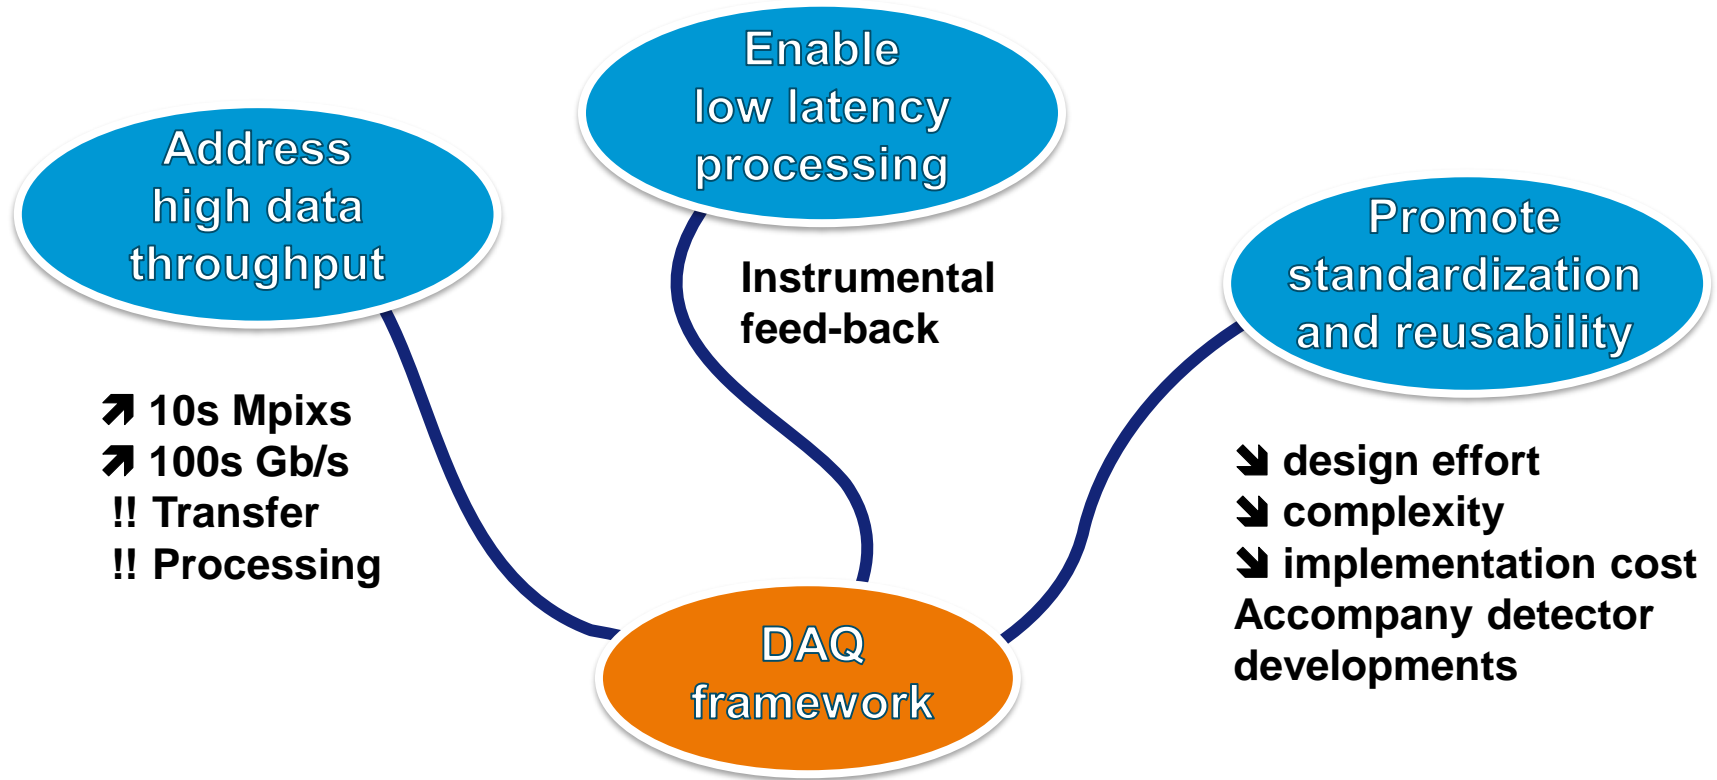 Enable
low latency
processing
Address
high data
throughput
Promote
standardization
and reusability
Instrumental
feed-back
➚ 10s Mpixs
➚ 100s Gb/s
!! Transfer
!! Processing
➘ design effort
➘ complexity
➘ implementation cost
Accompany detector
developments
DAQ
framework